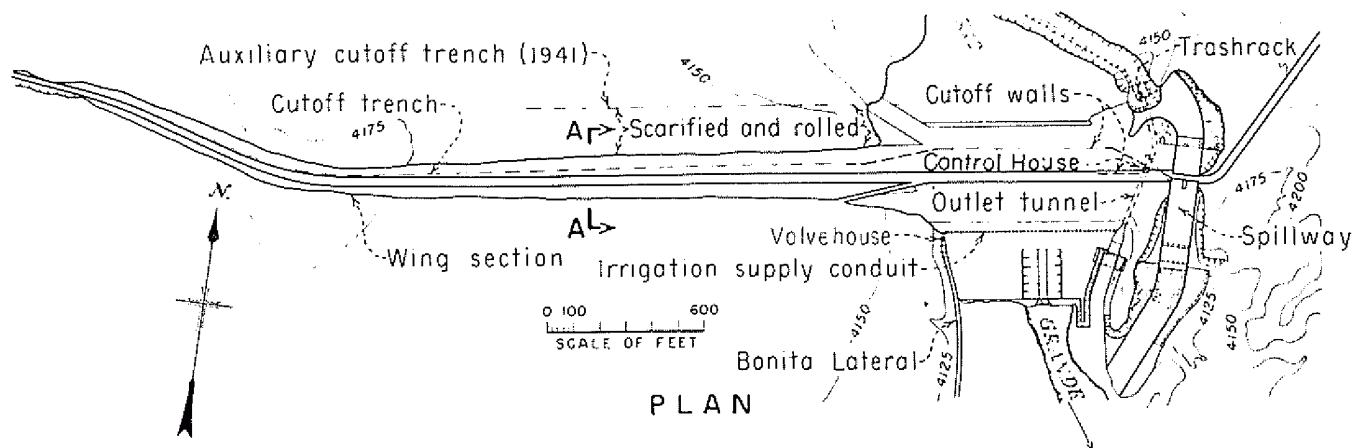 Auxiliary cutoff trench (1941)
Cutoff trench
4175
4150
4150
Trashrack
Cutoff walls
A
Scarified and rolled
Control House
4175
4200
Outlet tunnel
N.
A
Valvehouse
Spillway
Wing section
Irrigation supply conduit
0 100 600
SCALE OF FEET
4150
4125
4150
Bonita Lateral
4125
GRANDE
PLAN